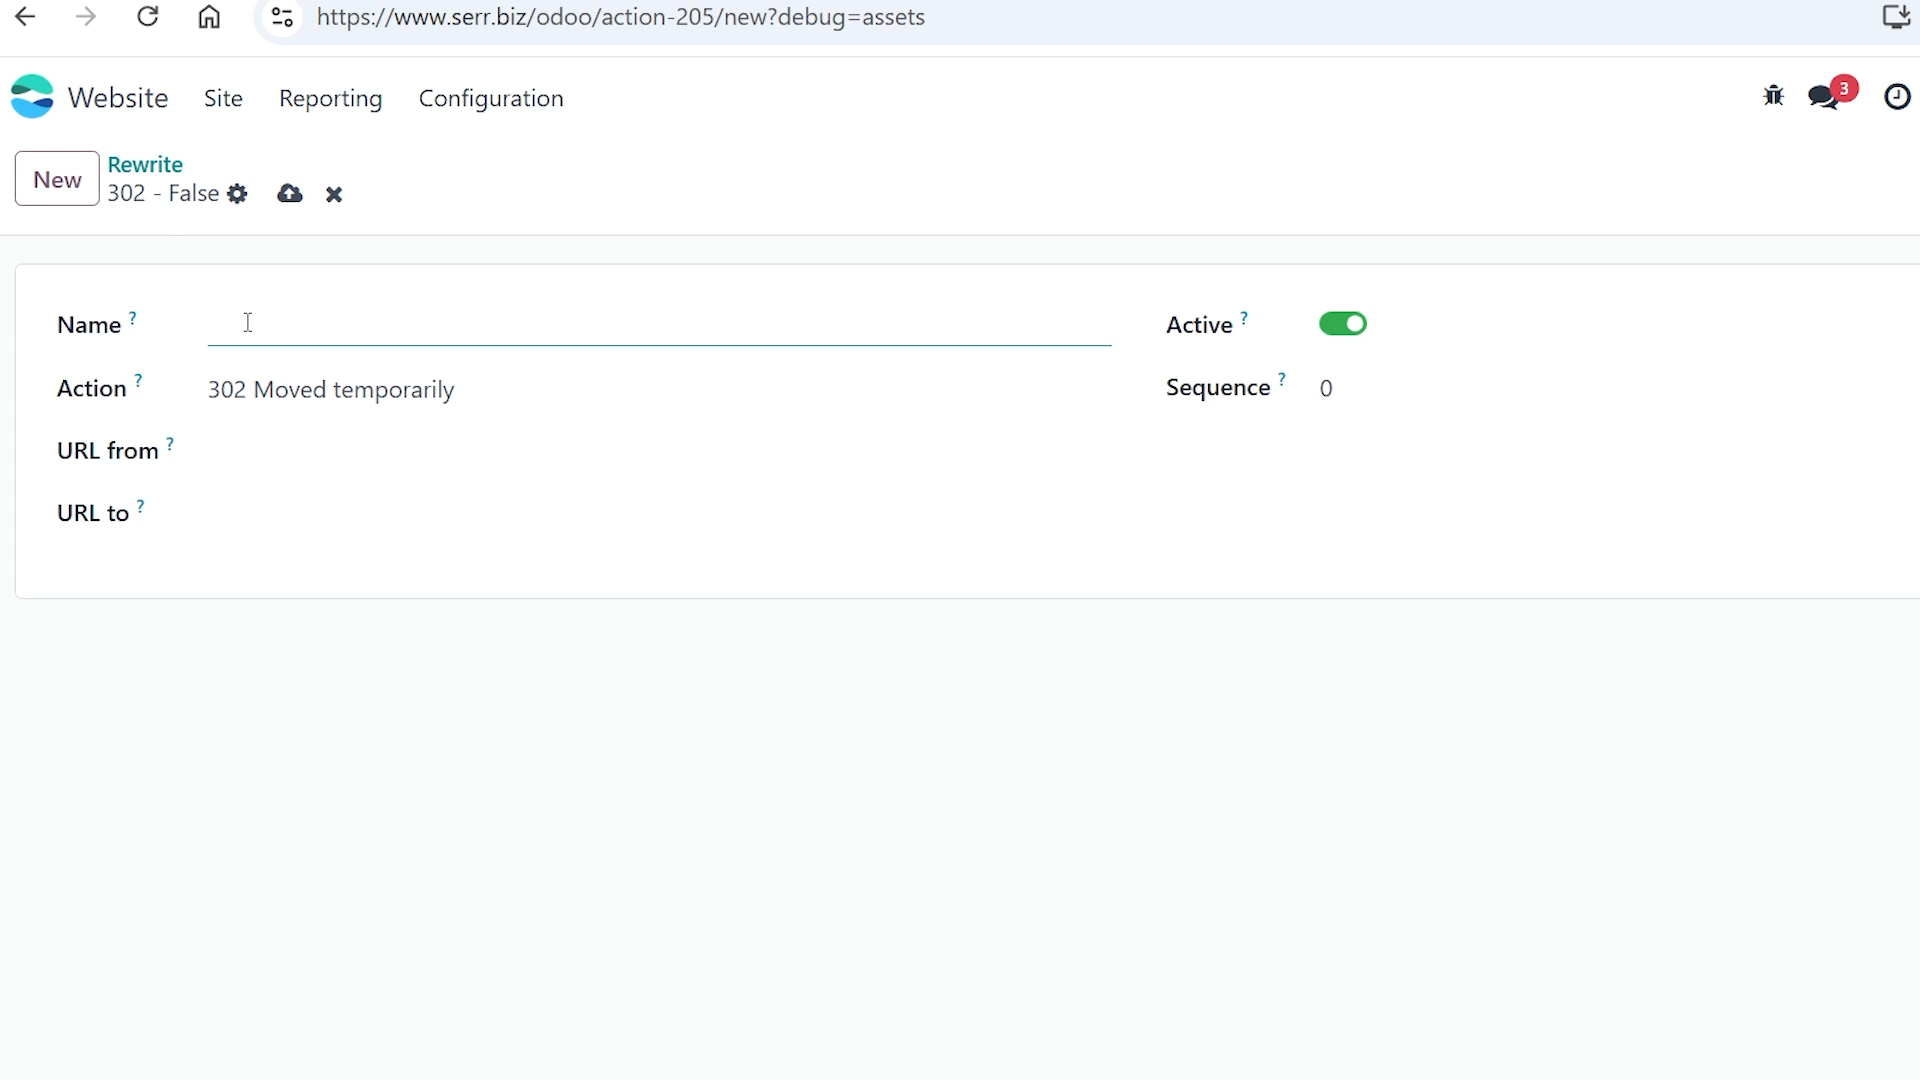 https://www.serr.biz/odoo/action-205/new?debug=assets
Website Site Reporting Configuration 3
New Rewrite
302 - False
Name ? Active ?
Action ? 302 Moved temporarily Sequence ? 0
URL from ?
URL to ?